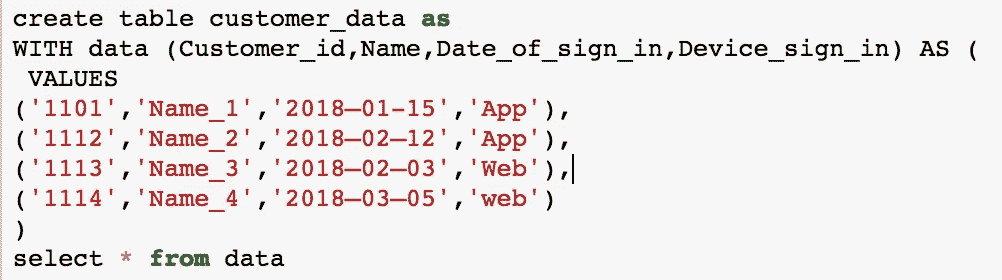 create table customer_data as
WITH data (Customer_id,Name,Date_of_sign_in,Device_sign_in) AS (
VALUES
('1101','Name_1','2018—01-15','App'),
('1112','Name_2','2018—02—12','App'),
('1113','Name_3','2018—02—03','Web'),
('1114','Name_4','2018—03—05','web')
)
select * from data